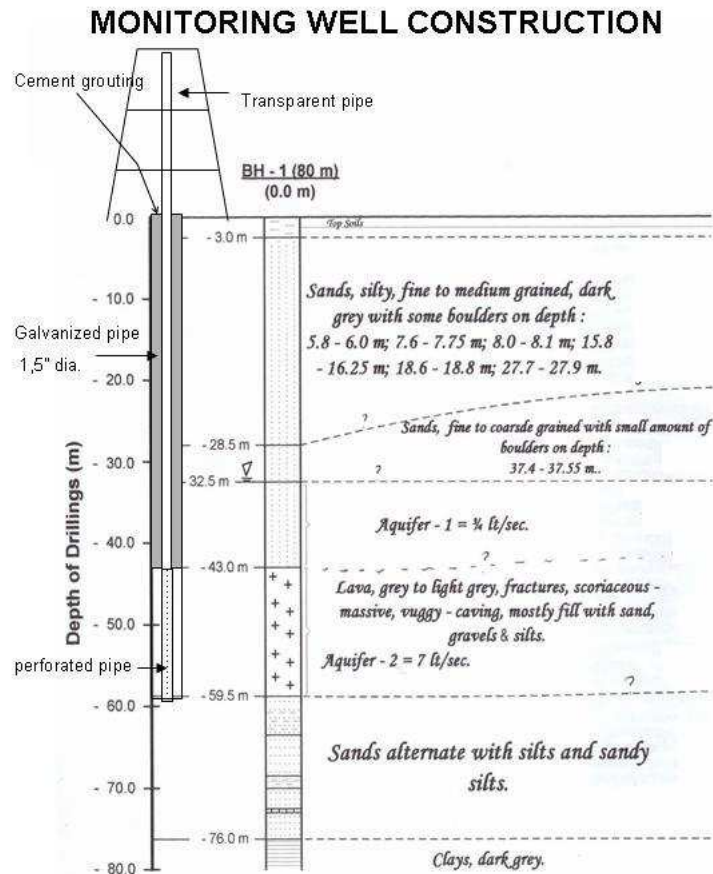 MONITORING WELL CONSTRUCTION
Cement grouting
Transparent pipe
BH - 1 (80 m)
(0.0 m)
0.0
Top Soils
- 3.0 m
- 10.0
Sands, silty, fine to medium grained, dark
grey with some boulders on depth :
5.8 - 6.0 m; 7.6 - 7.75 m; 8.0 - 8.1 m; 15.8
- 16.25 m; 18.6 - 18.8 m; 27.7 - 27.9 m.
Galvanized pipe
1,5" dia.
- 20.0
?
Sands, fine to coarsde grained with small amount of
boulders on depth :
37.4 - 37.55 m..
- 28.5 m
- 30.0
?
- 32.5 m
Aquifer - 1 = ¾ lt/sec.
- 40.0
?
- 43.0 m
Lava, grey to light grey, fractures, scoriaceous -
massive, vuggy - caving, mostly fill with sand,
gravels & silts.
- 50.0
Aquifer - 2 = 7 lt/sec.
perforated pipe
?
- 59.5 m
- 60.0
Sands alternate with silts and sandy
silts.
- 70.0
- 76.0 m
Clays, dark grey.
- 80.0
Depth of Drillings (m)